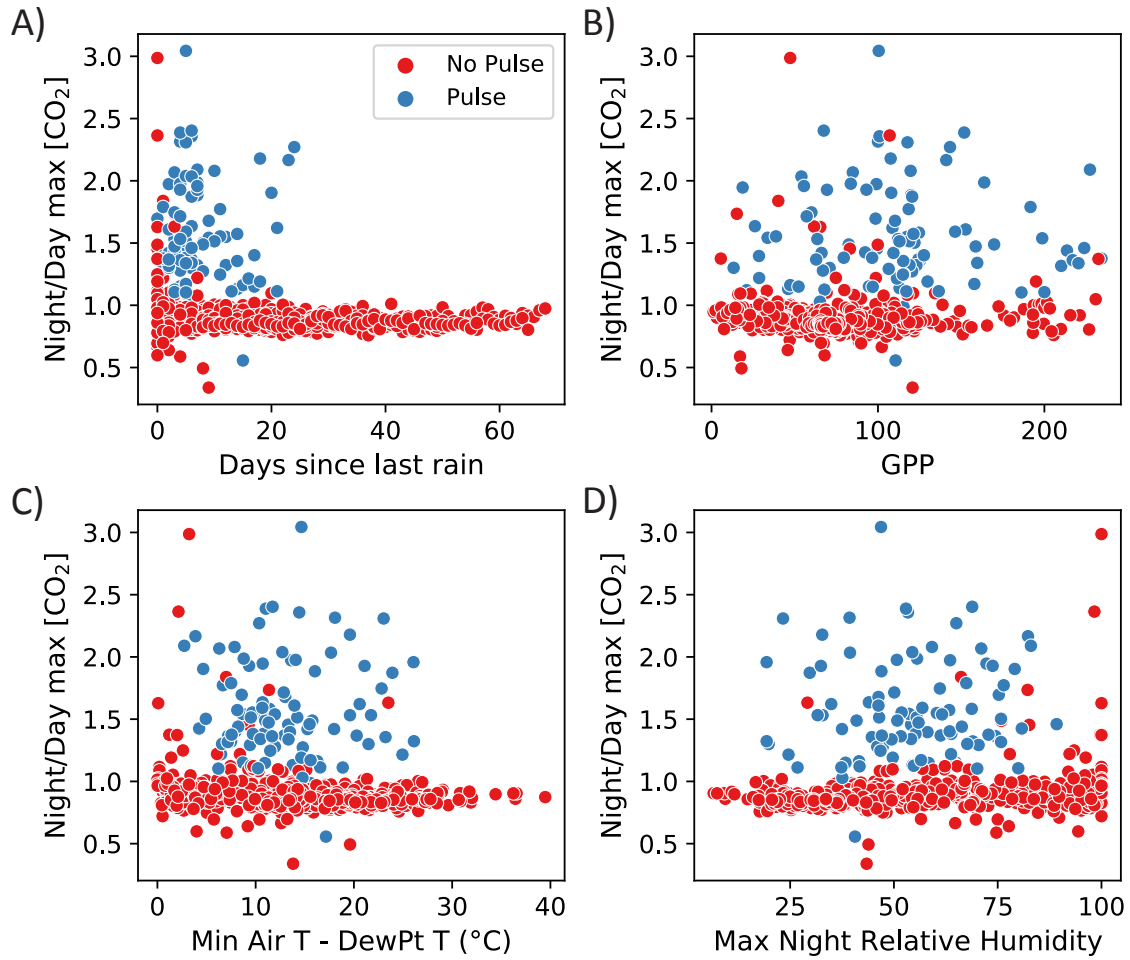 A)
B)
3.0
2.5
2.0
1.5
1.0
0.5
Night/Day max [CO₂]
No Pulse
Pulse
0
20
40
60
Days since last rain
3.0
2.5
2.0
1.5
1.0
0.5
Night/Day max [CO₂]
0
100
200
GPP
C)
D)
3.0
2.5
2.0
1.5
1.0
0.5
Night/Day max [CO₂]
0
10
20
30
40
Min Air T - DewPt T (°C)
3.0
2.5
2.0
1.5
1.0
0.5
Night/Day max [CO₂]
25
50
75
100
Max Night Relative Humidity